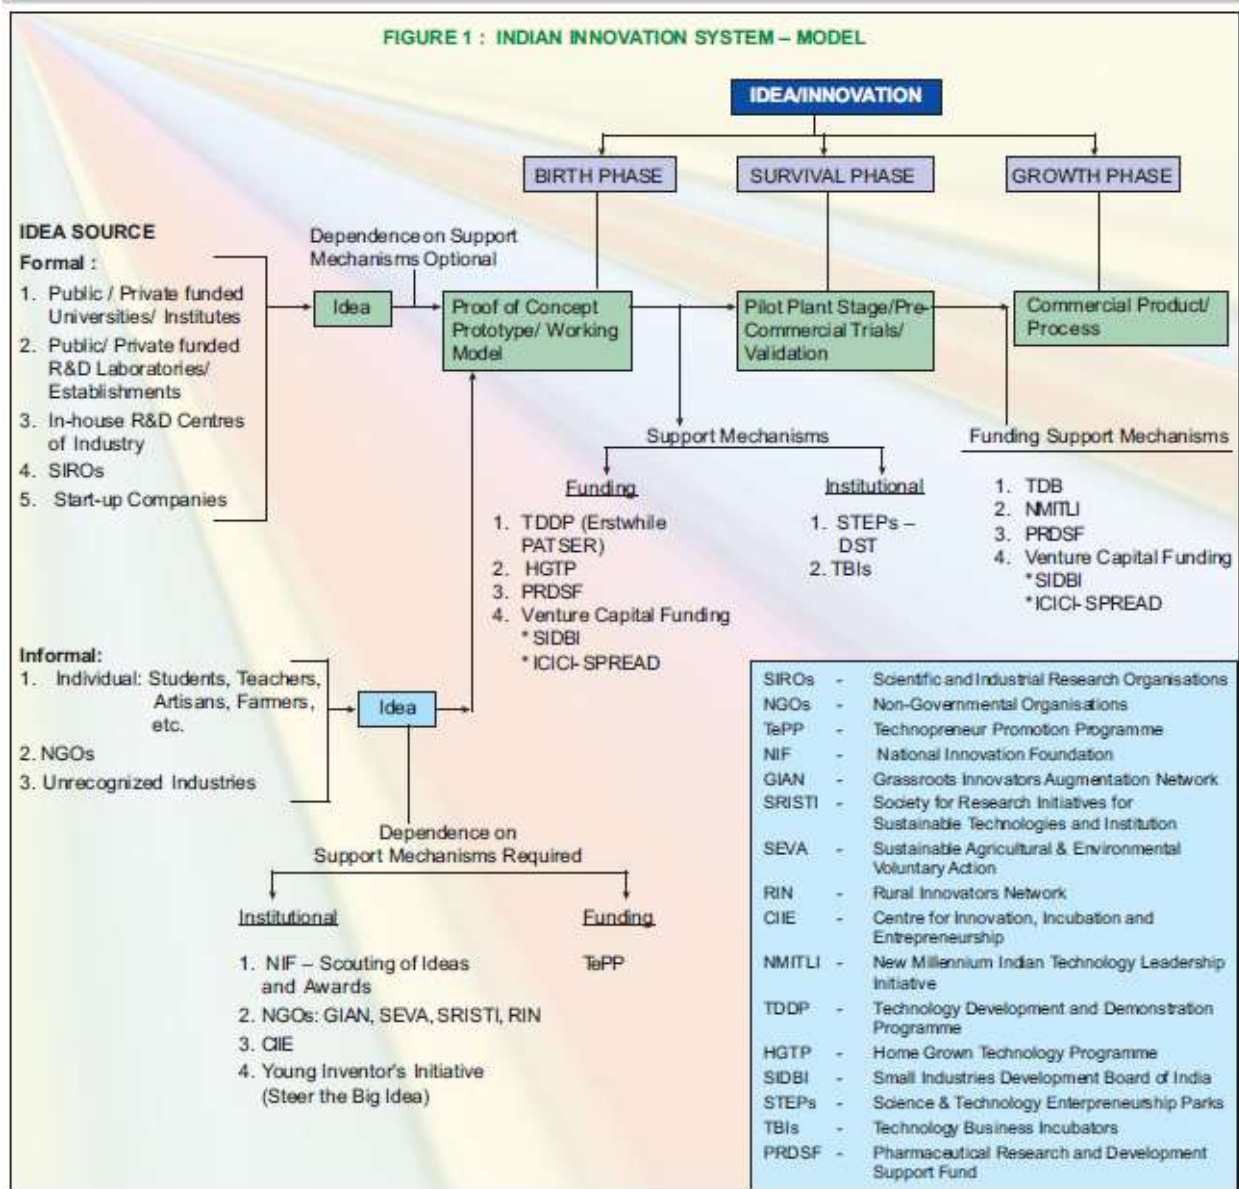 FIGURE 1 : INDIAN INNOVATION SYSTEM – MODEL
IDEA/INNOVATION
BIRTH PHASE
SURVIVAL PHASE
GROWTH PHASE
IDEA SOURCE
Formal :
1. Public / Private funded
Universities/ Institutes
2. Public/ Private funded
R&D Laboratories/
Establishments
3. In-house R&D Centres
of Industry
4. SIROs
5. Start-up Companies
Idea
Dependence on Support
Mechanisms Optional
Proof of Concept
Prototype/ Working
Model
Pilot Plant Stage/Pre-
Commercial Trials/
Validation
Commercial Product/
Process
Support Mechanisms
Funding
1. TDDP (Erstwhile
PATSER)
2. HGTP
3. PRDSF
4. Venture Capital Funding
* SIDBI
* ICICI- SPREAD
Institutional
1. STEPs –
DST
2. TBIs
Funding Support Mechanisms
1. TDB
2. NMITLI
3. PRDSF
4. Venture Capital Funding
*SIDBI
*ICICI- SPREAD
Informal:
1. Individual: Students, Teachers,
Artisans, Farmers,
etc.
2. NGOs
3. Unrecognized Industries
Idea
Dependence on
Support Mechanisms Required
Institutional
1. NIF – Scouting of Ideas
and Awards
2. NGOs: GIAN, SEVA, SRISTI, RIN
3. CIIE
4. Young Inventor's Initiative
(Steer the Big Idea)
Funding
TePP
SIROs - Scientific and Industrial Research Organisations
NGOs - Non-Governmental Organisations
TePP - Technopreneur Promotion Programme
NIF - National Innovation Foundation
GIAN - Grassroots Innovators Augmentation Network
SRISTI - Society for Research Initiatives for
Sustainable Technologies and Institution
SEVA - Sustainable Agricultural & Environmental
Voluntary Action
RIN - Rural Innovators Network
CIIE - Centre for Innovation, Incubation and
Entrepreneurship
NMITLI - New Millennium Indian Technology Leadership
Initiative
TDDP - Technology Development and Demonstration
Programme
HGTP - Home Grown Technology Programme
SIDBI - Small Industries Development Board of India
STEPs - Science & Technology Enterpreneurship Parks
TBIs - Technology Business Incubators
PRDSF - Pharmaceutical Research and Development
Support Fund